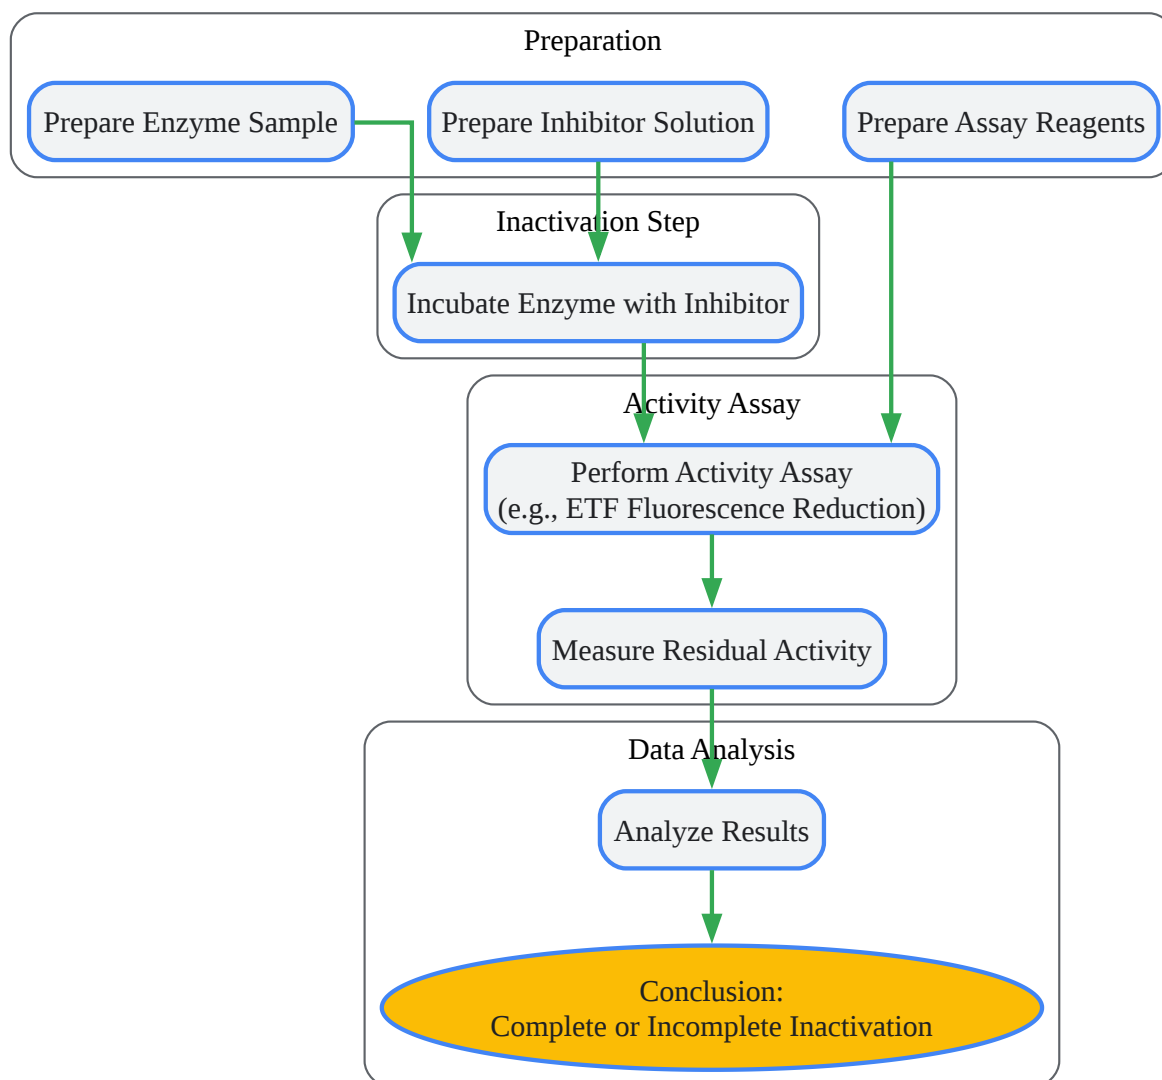 Preparation
Prepare Enzyme Sample
Prepare Inhibitor Solution
Prepare Assay Reagents
Inactivation Step
Incubate Enzyme with Inhibitor
Activity Assay
Perform Activity Assay
(e.g., ETF Fluorescence Reduction)
Measure Residual Activity
Data Analysis
Analyze Results
Conclusion:
Complete or Incomplete Inactivation